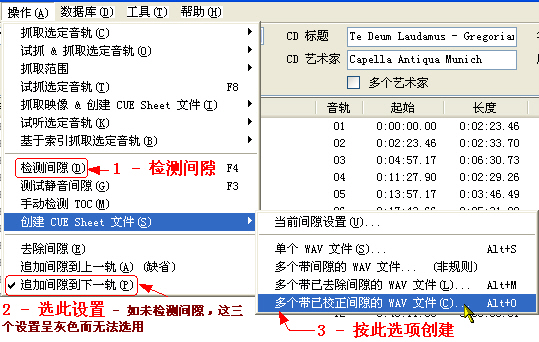 操作(A) 数据库(D) 工具(T) 帮助(H)
抓取选定音轨(C)
试抓 & 抓取选定音轨(E)
抓取范围
试抓选定音轨(T) F8
抓取映像 & 创建 CUE Sheet 文件(I)
试听选定音轨(K)
基于索引抓取选定音轨(B)
检测间隙(D) F4
测试静音间隙(G) F3
手动检测 TOC(M)
创建 CUE Sheet 文件(S)
去除间隙(E)
追加间隙到上一轨(A) (缺省)
追加间隙到下一轨(P)
CD 标题 Te Deum Laudamus - Gregorian
CD 艺术家 Capella Antiqua Munich
多个艺术家
音轨 起始 长度
01 0:00:00.00 0:02:23.46
02 0:02:23.46 0:02:33.70
03 0:04:57.17 0:06:30.73
04 0:11:27.90 0:02:29.26
05 0:13:57.17 0:03:46.49
当前间隙设置(U)...
单个 WAV 文件(S)... Alt+S
多个带间隙的 WAV 文件... (非规则)
多个带已去除间隙的 WAV 文件(L)... Alt+M
多个带已校正间隙的 WAV 文件(C)... Alt+O
1 - 检测间隙
2 - 选此设置 - 如未检测间隙，这三
个设置是灰色而无法选用
3 - 按此选项创建